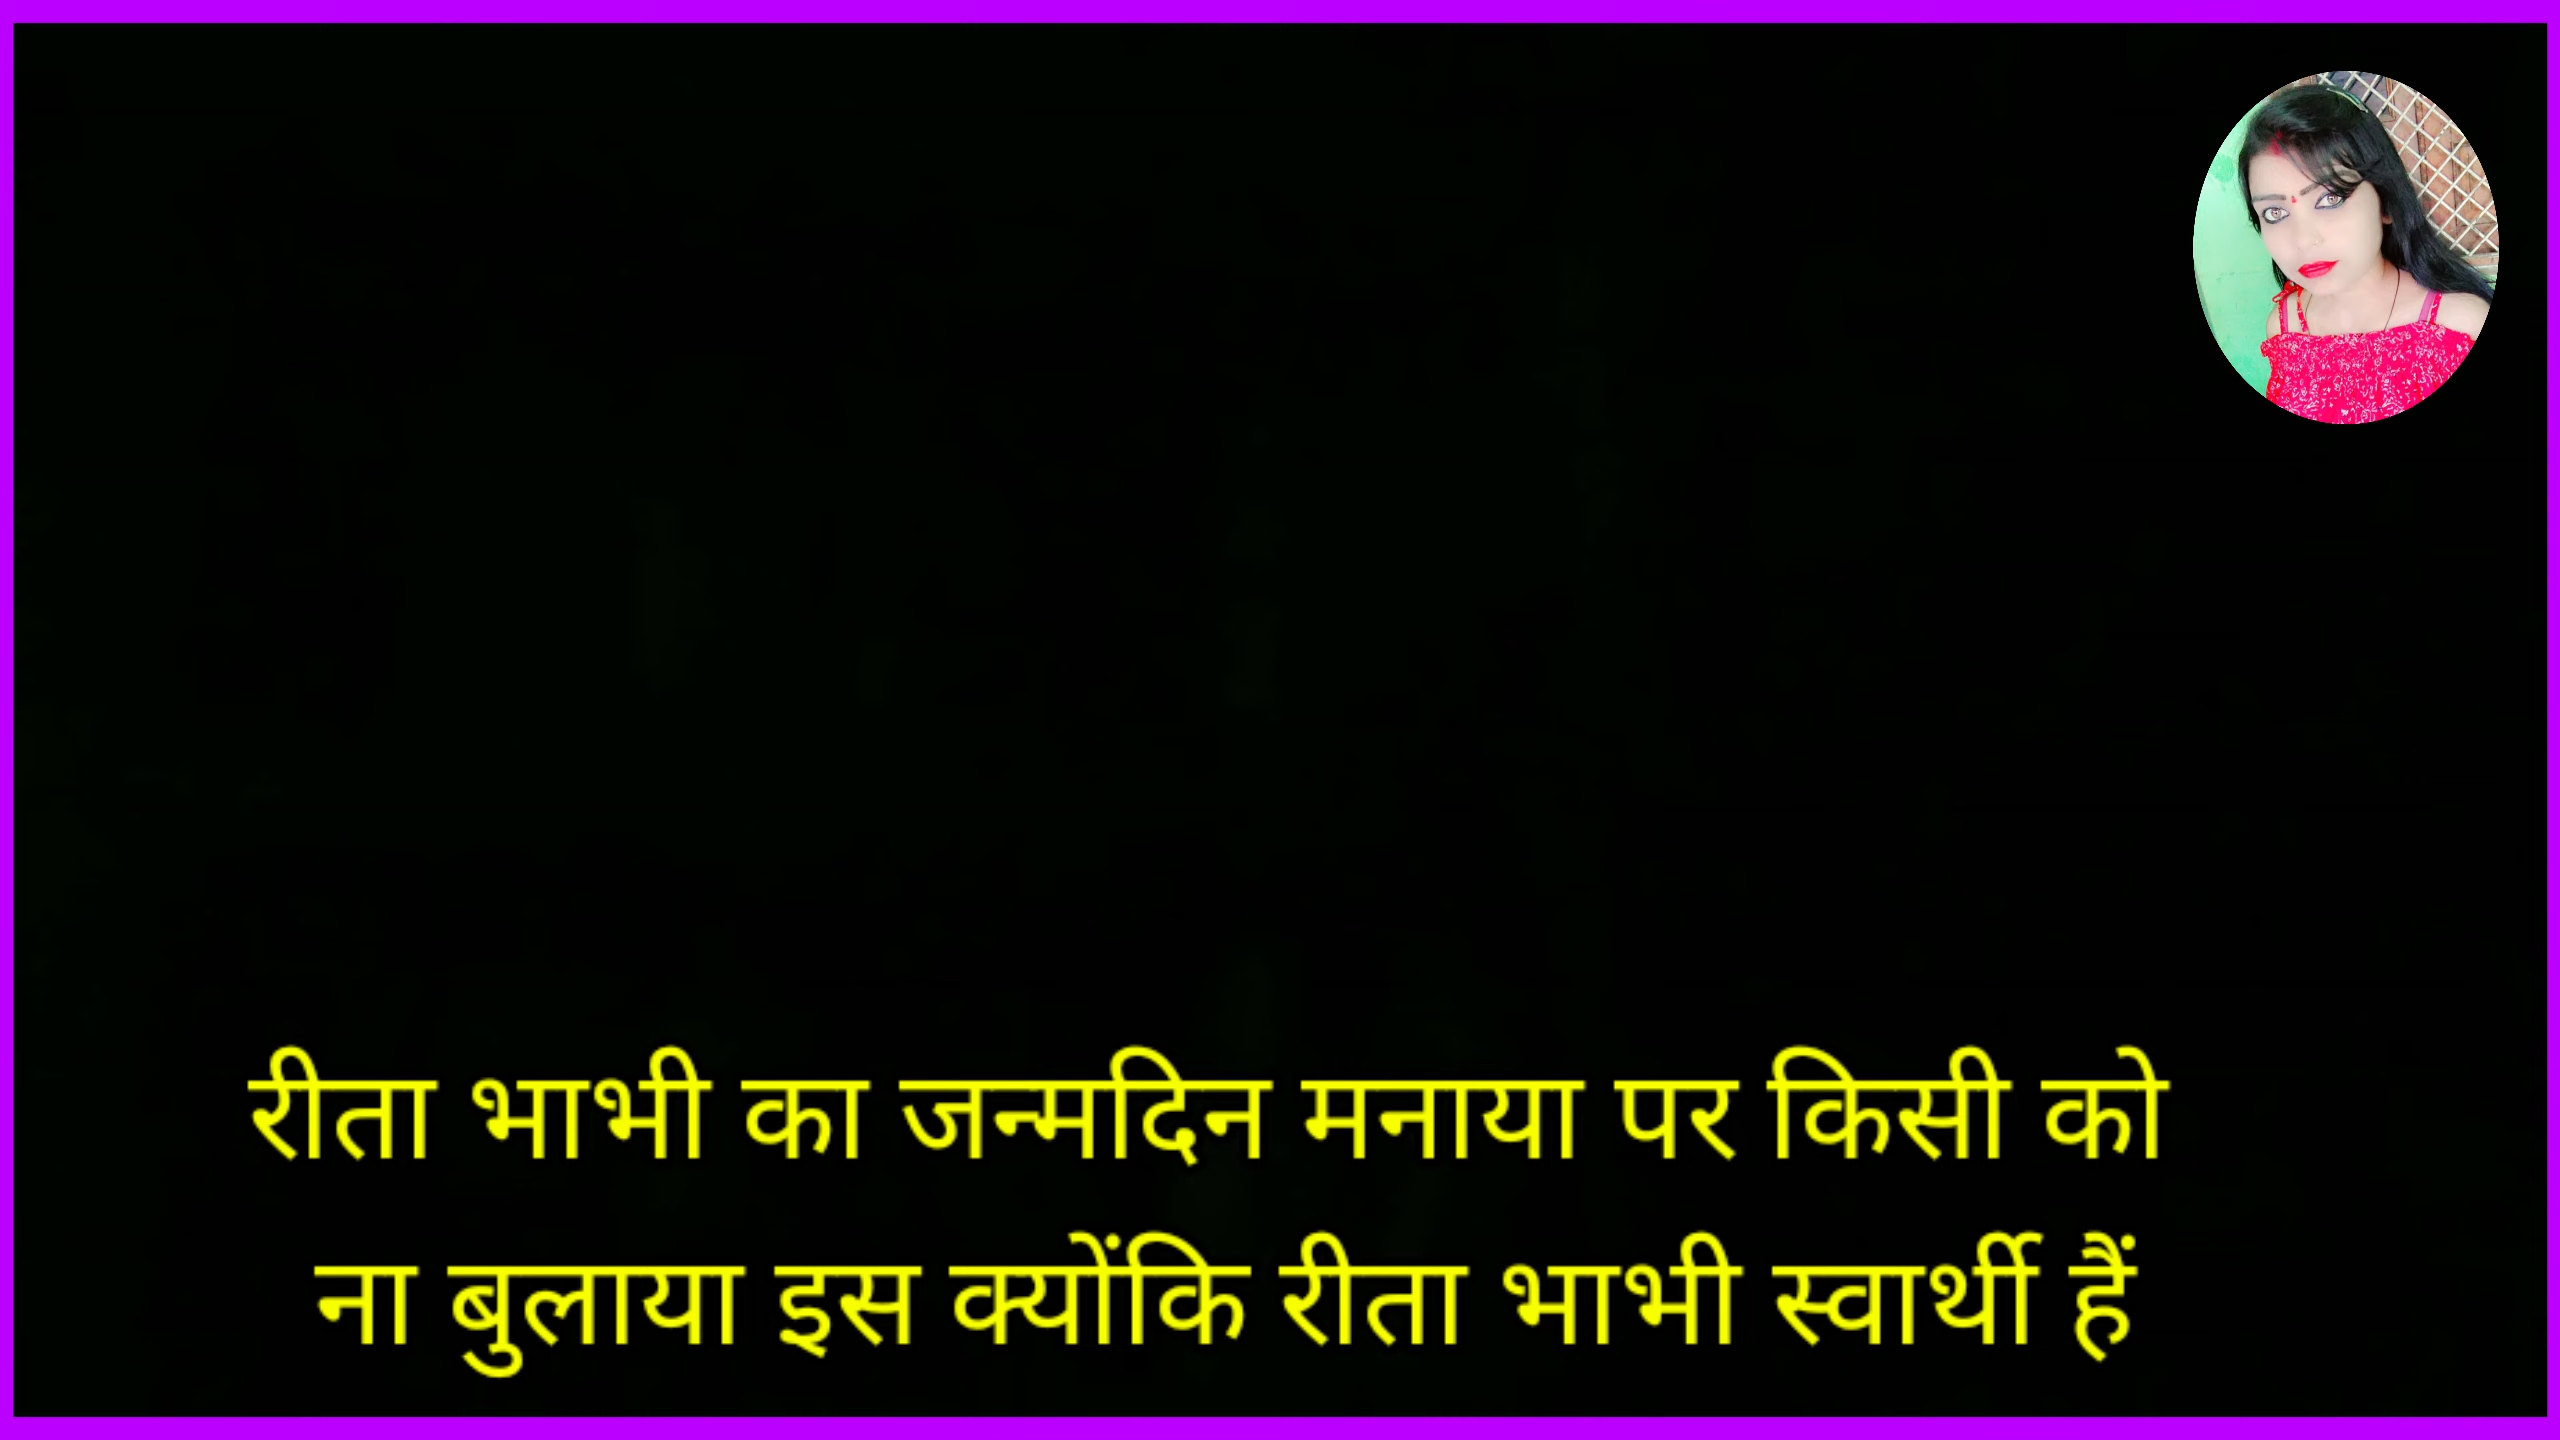 रीता भाभी का जन्मदिन मनाया पर किसी को
ना बुलाया इस क्योंकि रीता भाभी स्वार्थी हैं